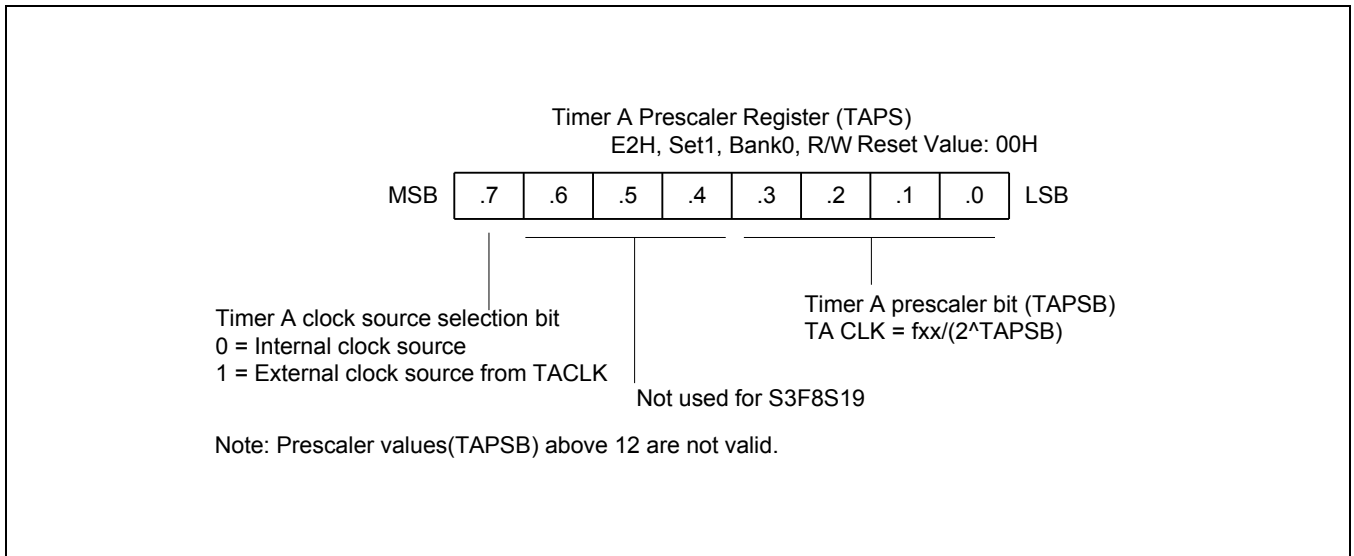 Timer A Prescaler Register (TAPS)
E2H, Set1, Bank0, R/W Reset Value: 00H
MSB .7 .6 .5 .4 .3 .2 .1 .0 LSB
Timer A clock source selection bit
0 = Internal clock source
1 = External clock source from TACLK
Timer A prescaler bit (TAPSB)
TA CLK = fxx/(2^TAPSB)
Not used for S3F8S19
Note: Prescaler values(TAPSB) above 12 are not valid.